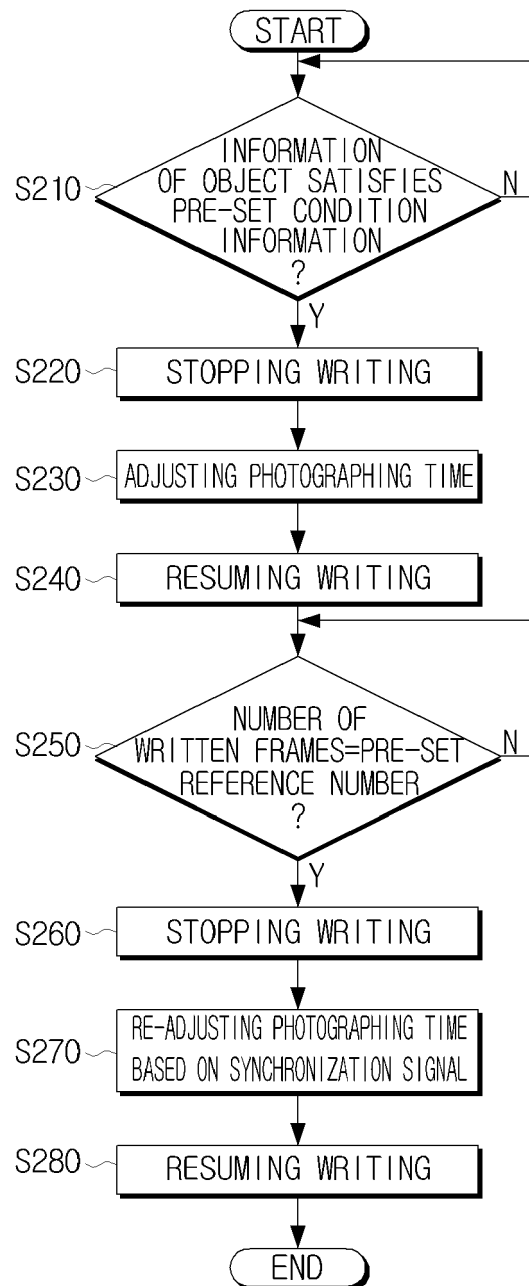 START
INFORMATION
OF OBJECT SATISFIES
PRE-SET CONDITION
INFORMATION
?
S210
N
Y
S220
STOPPING WRITING
S230
ADJUSTING PHOTOGRAPHING TIME
S240
RESUMING WRITING
NUMBER OF
WRITTEN FRAMES=PRE-SET
REFERENCE NUMBER
?
S250
N
Y
S260
STOPPING WRITING
S270
RE-ADJUSTING PHOTOGRAPHING TIME
BASED ON SYNCHRONIZATION SIGNAL
S280
RESUMING WRITING
END